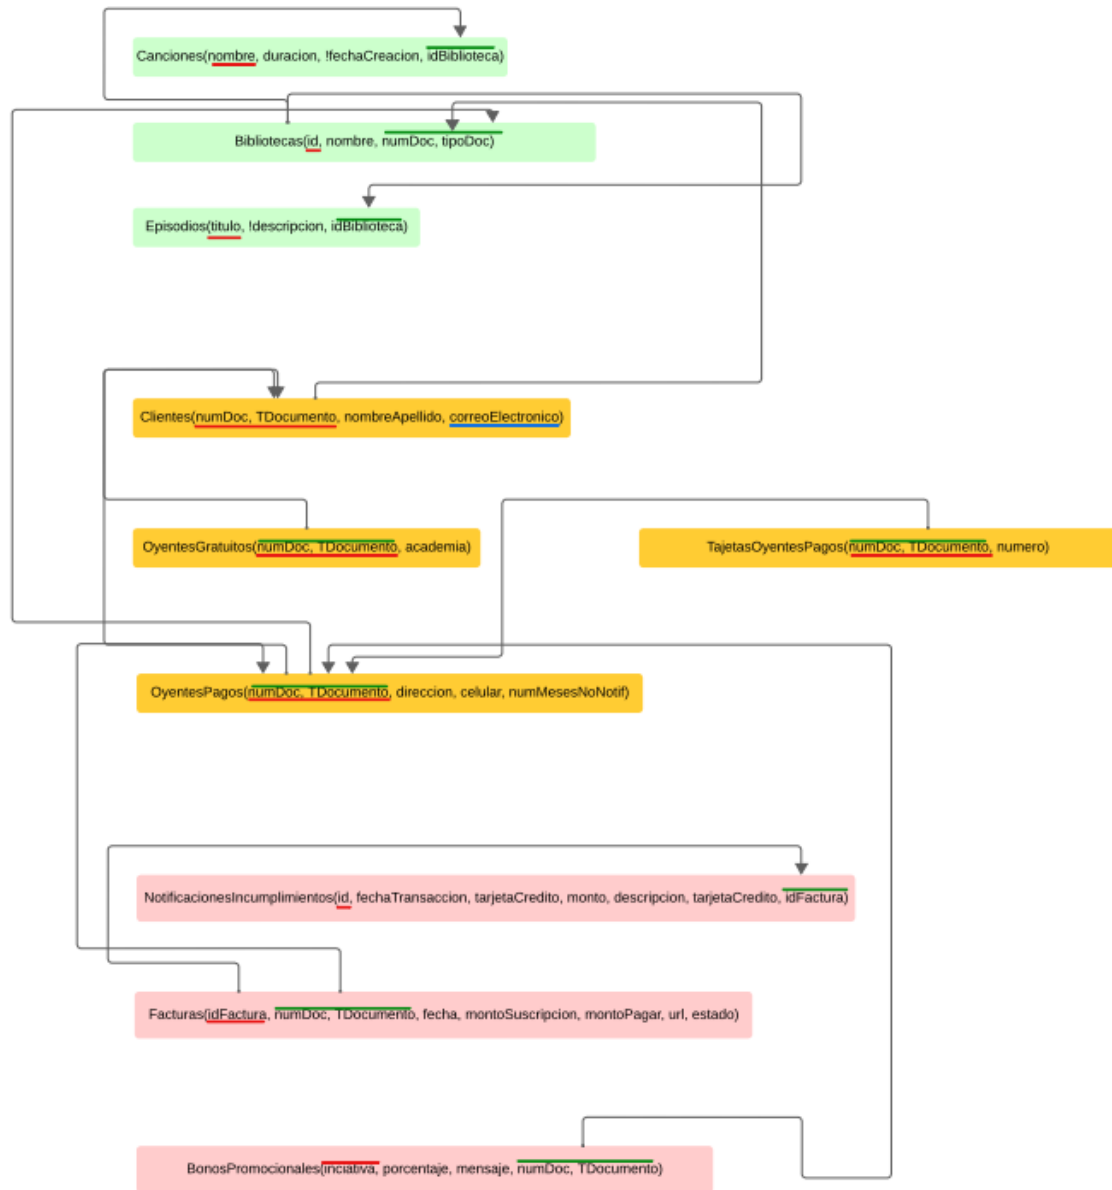 Canciones(nombre, duracion, !fechaCreacion, idBiblioteca)
Bibliotecas(id, nombre, numDoc, tipoDoc)
Episodios(titulo, !descripcion, idBiblioteca)
Clientes(numDoc, TDocumento, nombreApellido, correoElectronico)
OyentesGratuitos(numDoc, TDocumento, academia)
TajetasOyentesPagos(numDoc, TDocumento, numero)
OyentesPagos(numDoc, TDocumento, direccion, celular, numMesesNoNotif)
NotificacionesIncumplimientos(id, fechaTransaccion, tarjetaCredito, monto, descripcion, tarjetaCredito, idFactura)
Facturas(idFactura, numDoc, TDocumento, fecha, montoSuscripcion, montoPagar, url, estado)
BonosPromocionales(inciativa, porcentaje, mensaje, numDoc, TDocumento)